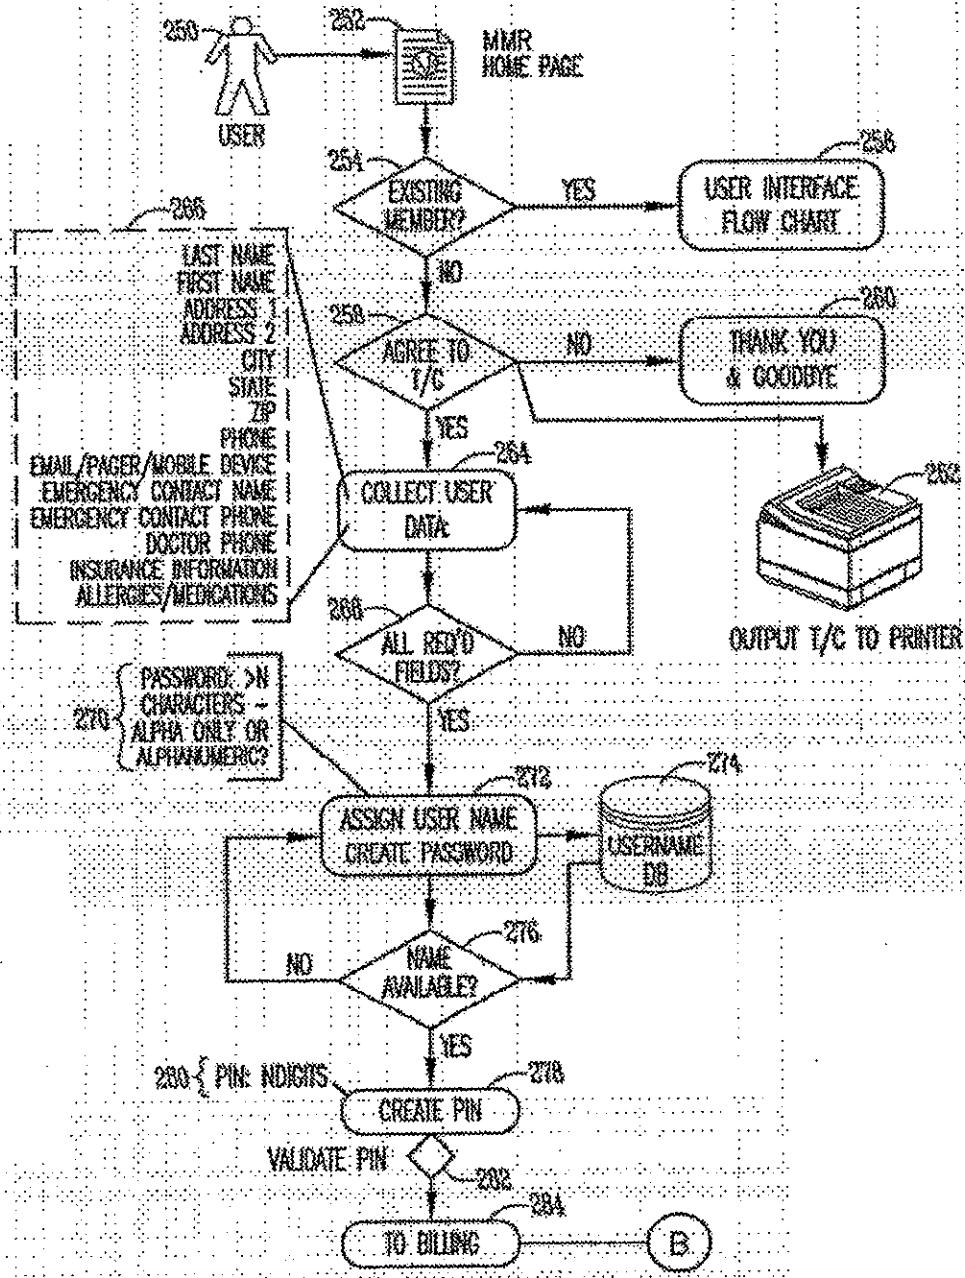 250
252
MMR
HOME PAGE
USER
254
EXISTING
MEMBER?
YES
256
USER INTERFACE
FLOW CHART
NO
266
LAST NAME
FIRST NAME
ADDRESS 1
ADDRESS 2
CITY
STATE
ZIP
PHONE
EMAIL/PAGER/MOBILE DEVICE
EMERGENCY CONTACT NAME
EMERGENCY CONTACT PHONE
DOCTOR PHONE
INSURANCE INFORMATION
ALLERGIES/MEDICATIONS
258
AGREE TO
T/C
NO
260
THANK YOU
& GOODBYE
YES
264
COLLECT USER
DATA:
262
OUTPUT T/C TO PRINTER
268
ALL REQ'D
FIELDS?
NO
YES
270
PASSWORD: >N
CHARACTERS –
ALPHA ONLY OR
ALPHANUMERIC?
272
ASSIGN USER NAME
CREATE PASSWORD
274
USERNAME
DB
276
NAME
AVAILABLE?
NO
YES
280 { PIN: NDIGITS
278
CREATE PIN
VALIDATE PIN
282
284
TO BILLING
B